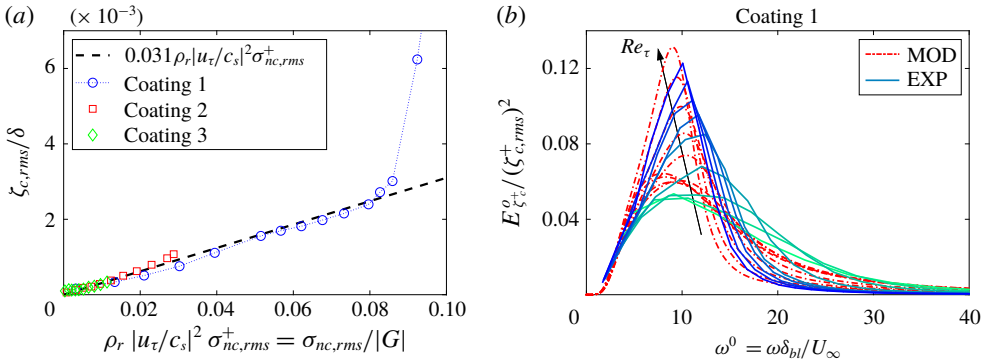 (a)
(× 10⁻³)
6
4
2
0
ζc,rms/δ
0.031ρr|uτ/cs|²σ⁺nc,rms
Coating 1
Coating 2
Coating 3
0.02 0.04 0.06 0.08 0.10
ρr |uτ/cs|² σ⁺nc,rms = σnc,rms/|G|
(b)
Coating 1
0.12
0.08
0.04
E^o_ζc⁺/(ζ⁺c,rms)²
Reτ
MOD
EXP
0 10 20 30 40
ω⁰ = ωδbl/U∞